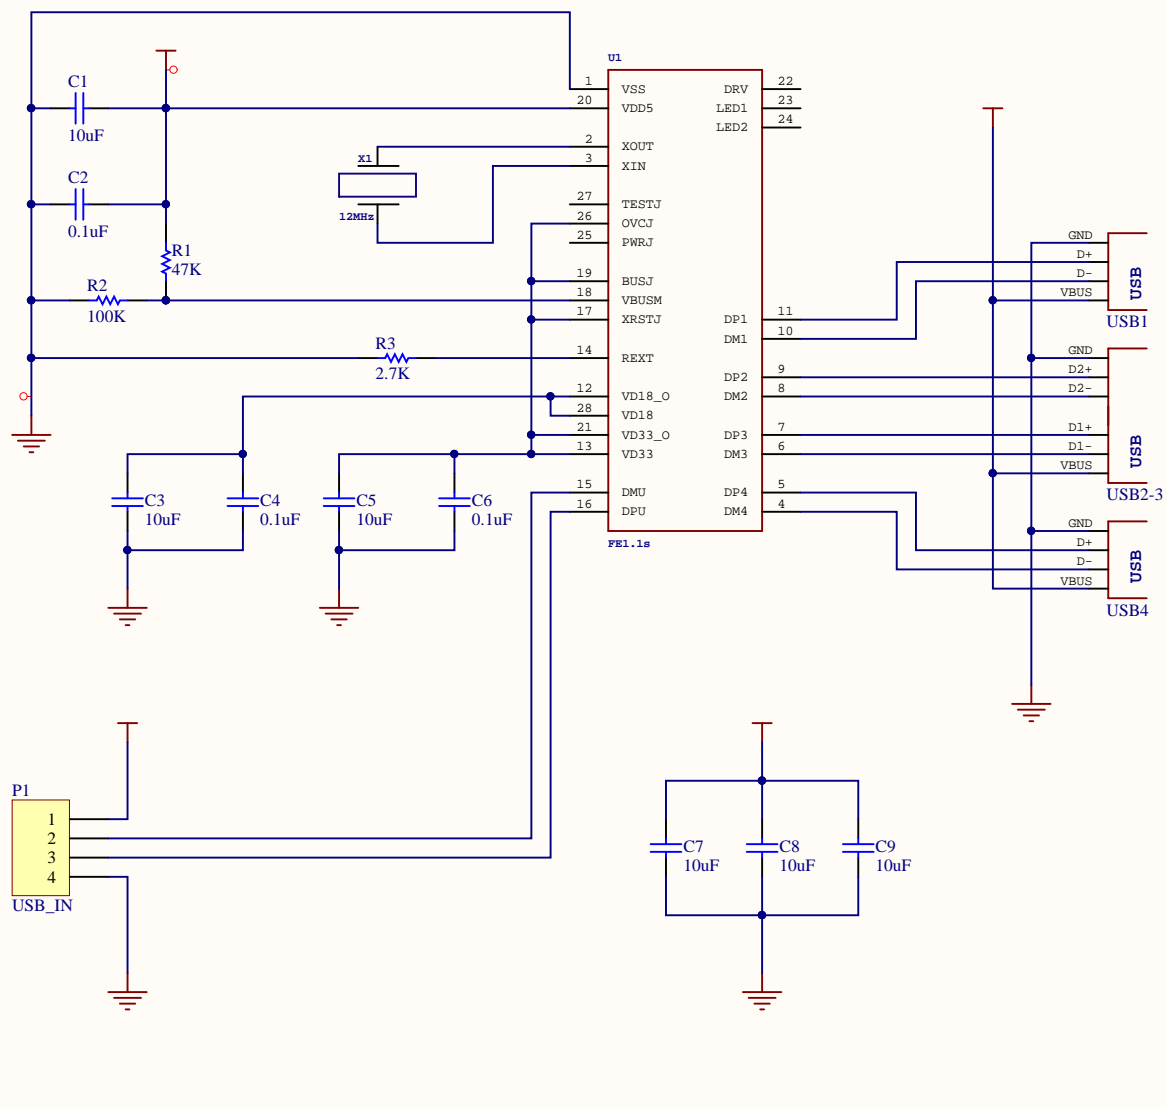 U1
1 VSS DRV 22
C1
20 VDD5 LED1 23
10uF
LED2 24
2 XOUT
X1
3 XIN
C2
27 TESTJ
12MHz
26 OVCJ
0.1uF
25 PWRJ
GND
R1
D+
47K
19 BUSJ
D-
USB
R2
18 VBUSM
VBUS
100K
17 XRSTJ DP1 11
USB1
DM1 10
R3
14 REXT
GND
2.7K
DP2 9
D2+
12 VD18_O DM2 8
D2-
28 VD18
21 VD33_O DP3 7
D1+
13 VD33 DM3 6
D1-
USB
VBUS
15 DMU DP4 5
USB2-3
C3 C4 C5 C6
16 DPU DM4 4
10uF 0.1uF 10uF 0.1uF
GND
FE1.1s
D+
D-
USB
VBUS
USB4
P1
1
2
3
4
USB_IN
C7 C8 C9
10uF 10uF 10uF